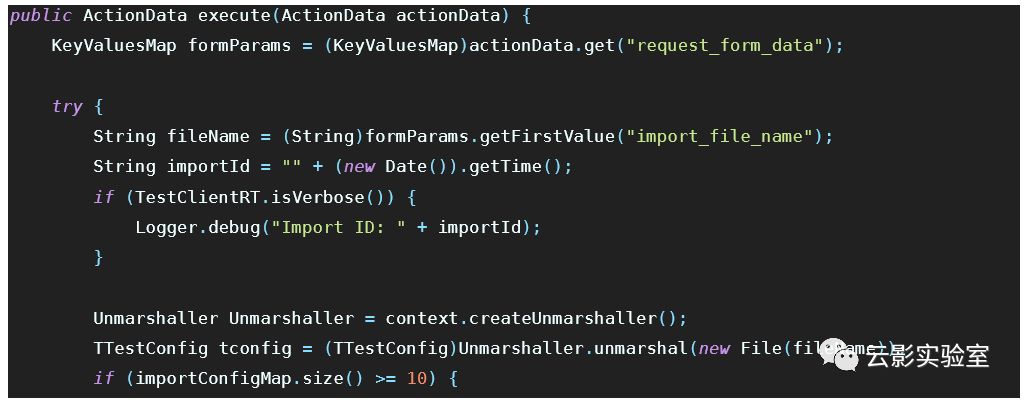 public ActionData execute(ActionData actionData) {
    KeyValuesMap formParams = (KeyValuesMap)actionData.get("request_form_data");

    try {
        String fileName = (String)formParams.getFirstValue("import_file_name");
        String importId = "" + (new Date()).getTime();
        if (TestClientRT.isVerbose()) {
            Logger.debug("Import ID: " + importId);
        }

        Unmarshaller Unmarshaller = context.createUnmarshaller();
        TTestConfig tconfig = (TTestConfig)Unmarshaller.unmarshal(new File(
        if (importConfigMap.size() >= 10) {
云影实验室